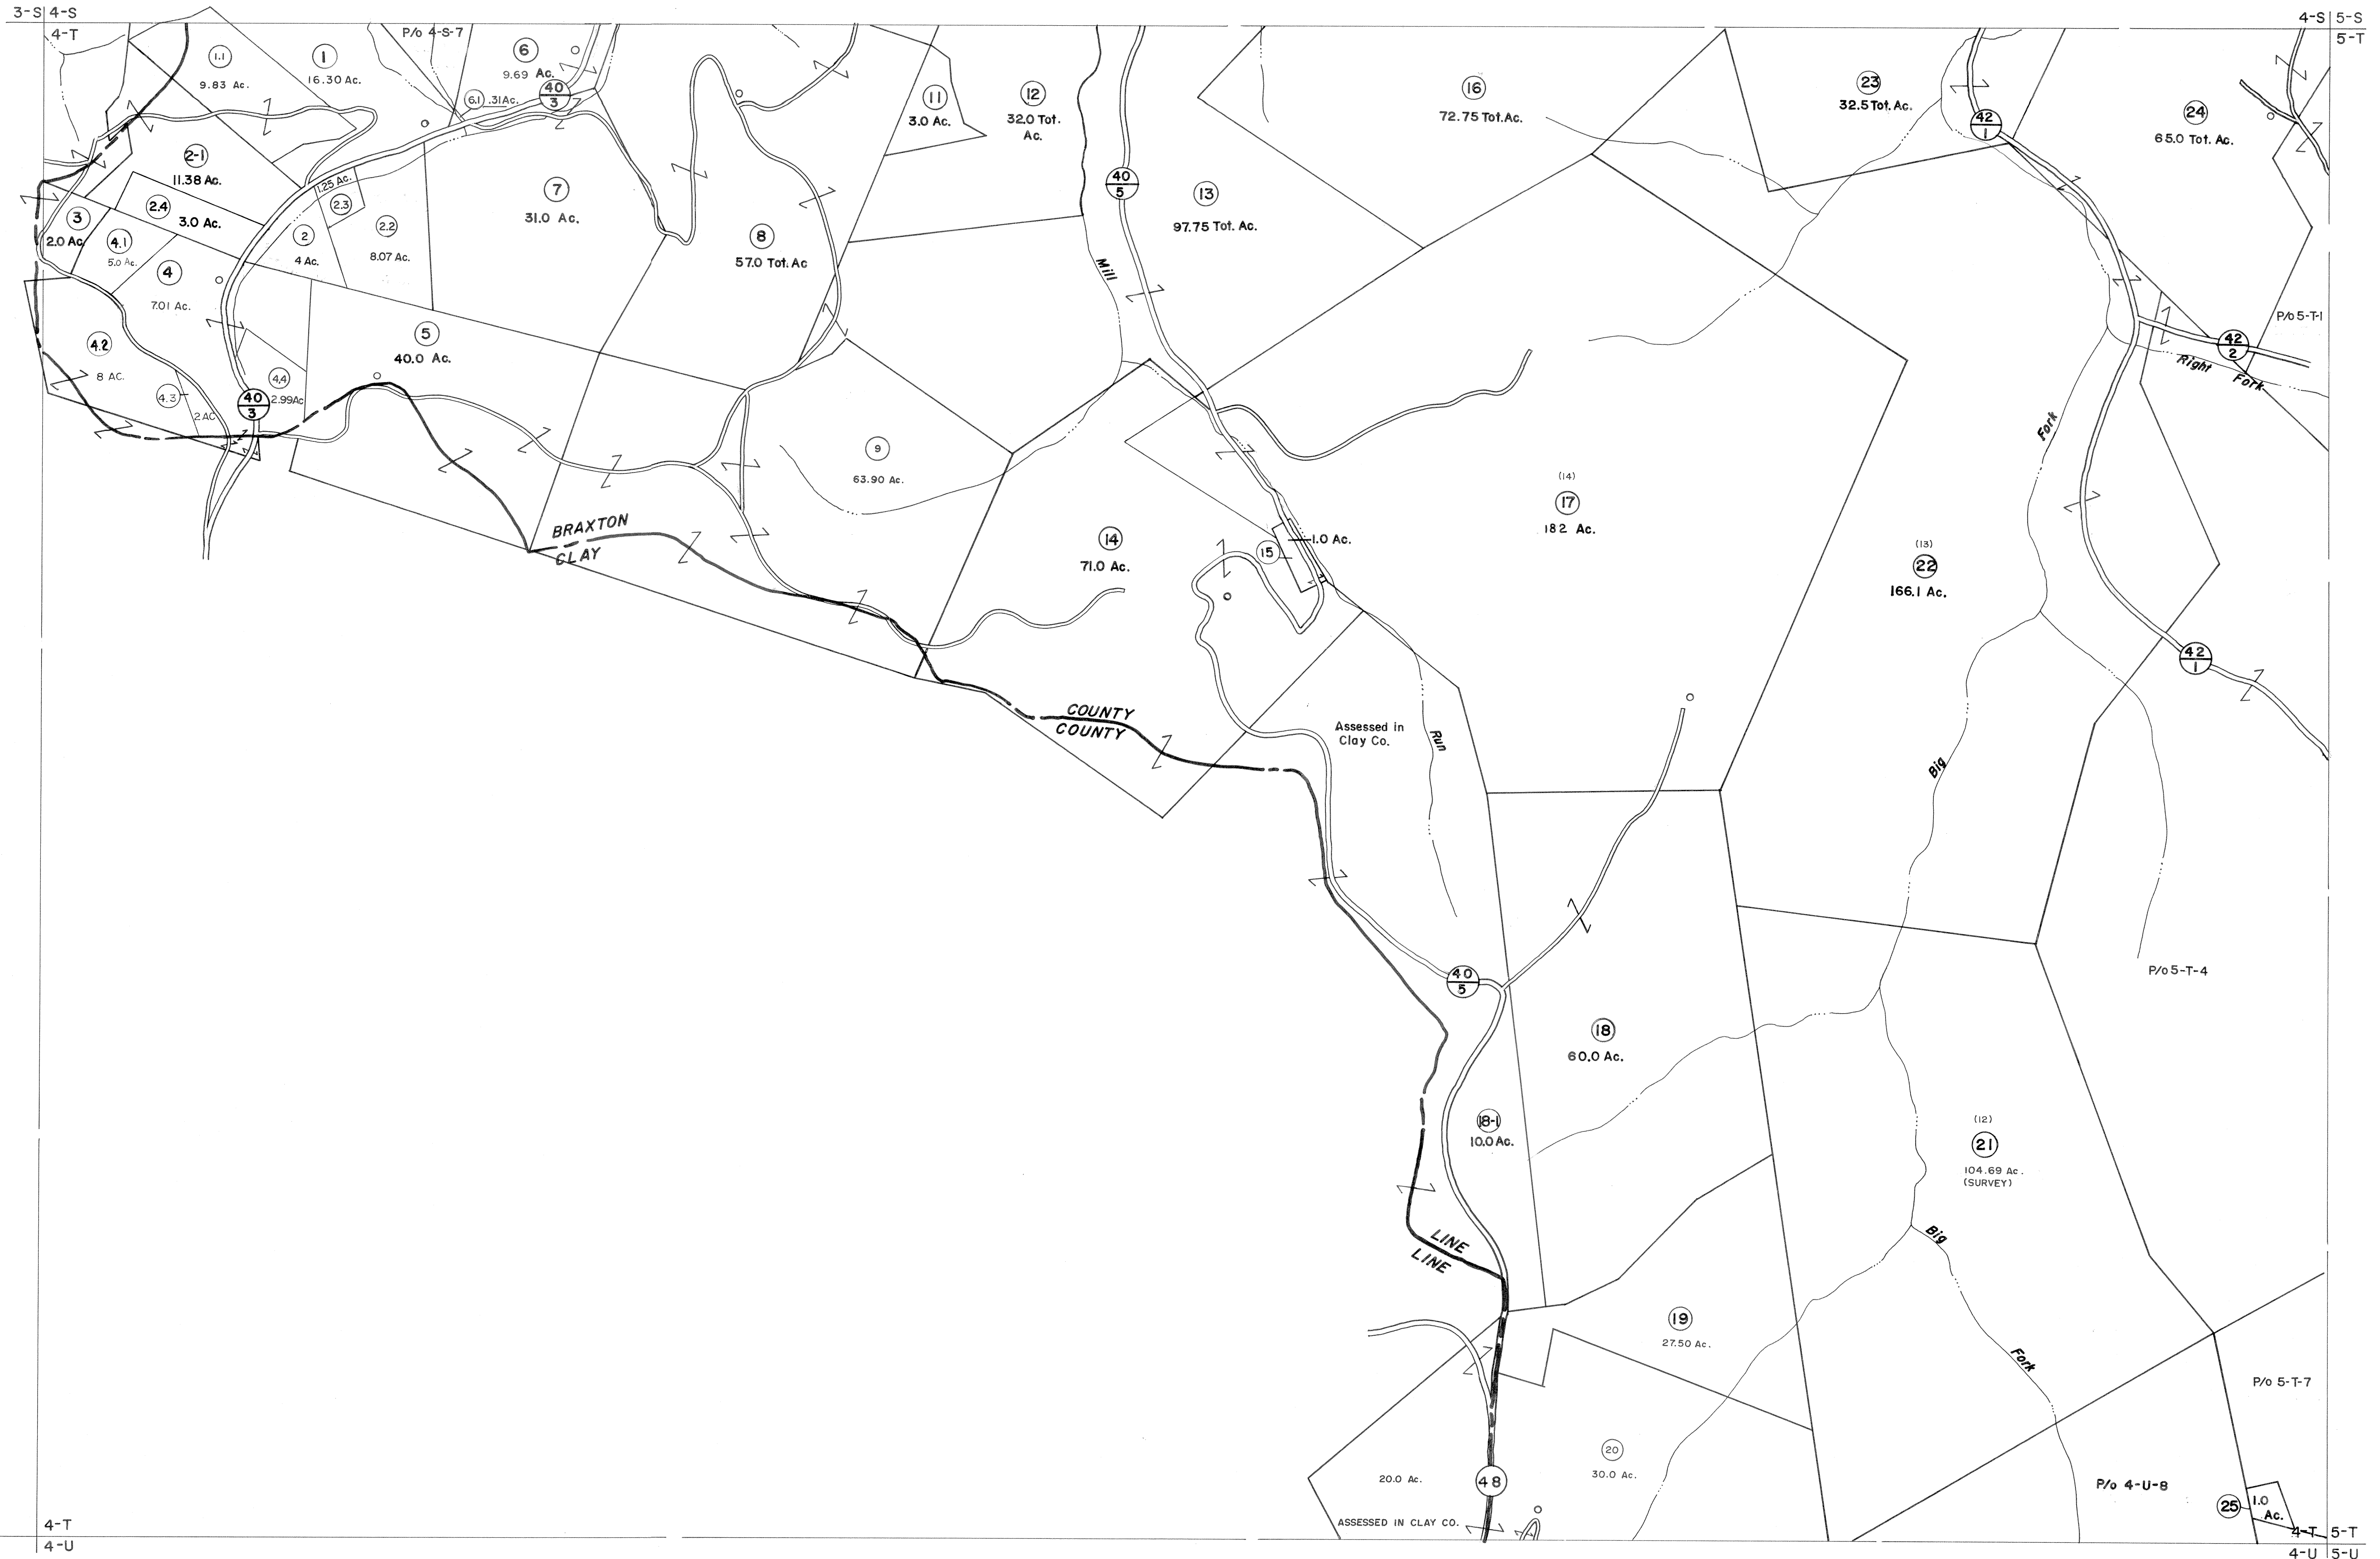 3-S 4-S
4-T
4-S 5-S
5-T
P/o 4-S-7
1.1
9.83 Ac.
1
16.30 Ac.
6
9.69 Ac.
6.1 .31Ac.
40
3
11
3.0 Ac.
12
32.0 Tot.
Ac.
16
72.75 Tot.Ac.
23
32.5 Tot. Ac.
42
1
24
65.0 Tot. Ac.
2-1
11.38 Ac.
1.25 Ac.
2.3
7
31.0 Ac.
40
5
13
97.75 Tot. Ac.
3
2.0 Ac.
2.4
3.0 Ac.
4.1
5.0 Ac.
2
4 Ac.
2.2
8.07 Ac.
8
57.0 Tot. Ac
4
7.01 Ac.
Mill
5
40.0 Ac.
P/o 5-T-1
42
2
Right
Fork
4.2
8 AC.
4.3
2 AC
4.4
2.99Ac
40
3
9
63.90 Ac.
Fork
(14)
17
182 Ac.
BRAXTON
CLAY
14
71.0 Ac.
15
1.0 Ac.
(13)
22
166.1 Ac.
42
1
COUNTY
COUNTY
Assessed in
Clay Co.
Run
Big
40
5
P/o 5-T-4
18
60.0 Ac.
18-1
10.0 Ac.
(12)
21
104.69 Ac.
(SURVEY)
LINE
LINE
Big
19
27.50 Ac.
Fork
P/o 5-T-7
20.0 Ac.
48
20
30.0 Ac.
P/o 4-U-8
25
1.0
Ac.
ASSESSED IN CLAY CO.
4-T
4-U
4-T 5-T
4-U 5-U